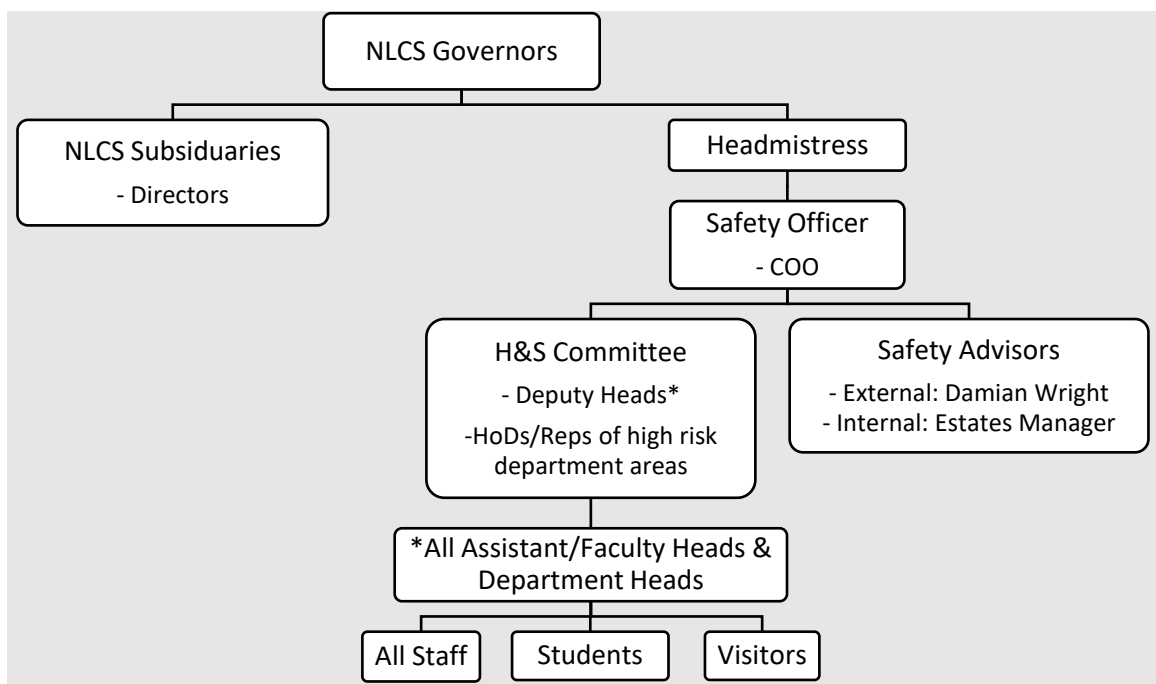 NLCS Governors
NLCS Subsiduaries
- Directors
Headmistress
Safety Officer
- COO
H&S Committee
- Deputy Heads*
-HoDs/Reps of high risk
department areas
Safety Advisors
- External: Damian Wright
- Internal: Estates Manager
*All Assistant/Faculty Heads &
Department Heads
All Staff
Students
Visitors